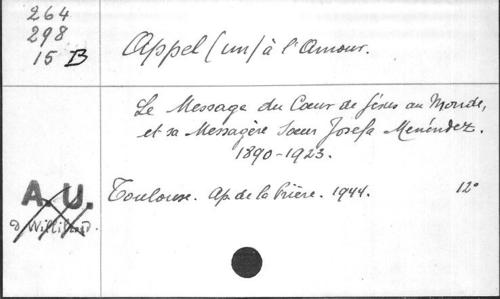 264
298
15 B
Appel (un) à l'Amour.
Le Message du Cœur de Jésus au Monde,
et sa Messagère Sœur Josefa Menéndez.
1890-1923.
A. U.
Toulouse. Ap. de la Prière. 1944. 12°
d Willibrord.